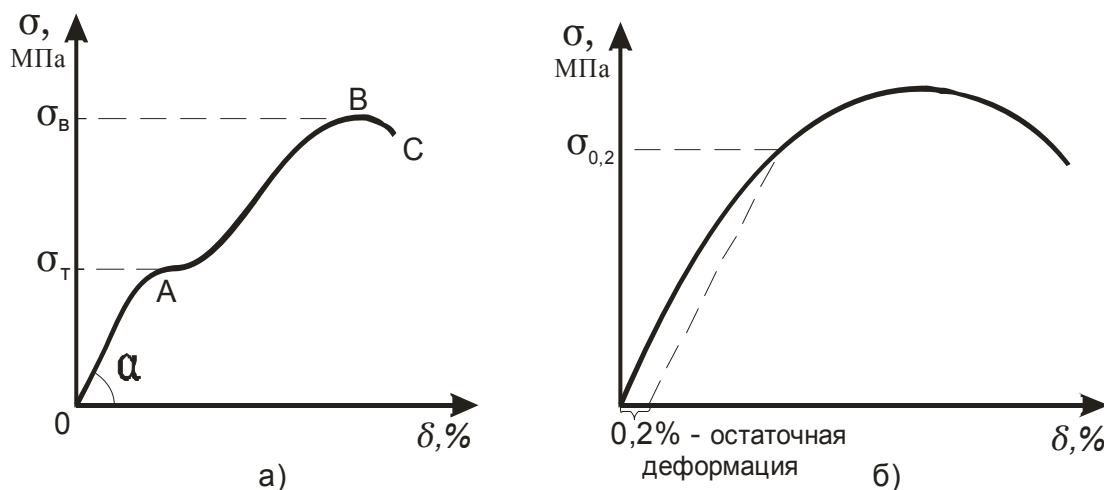 σ,
МПа
σв
B
C
σт
A
α
0
δ,%
а)
σ,
МПа
σ0,2
0,2% - остаточная
деформация
δ,%
б)